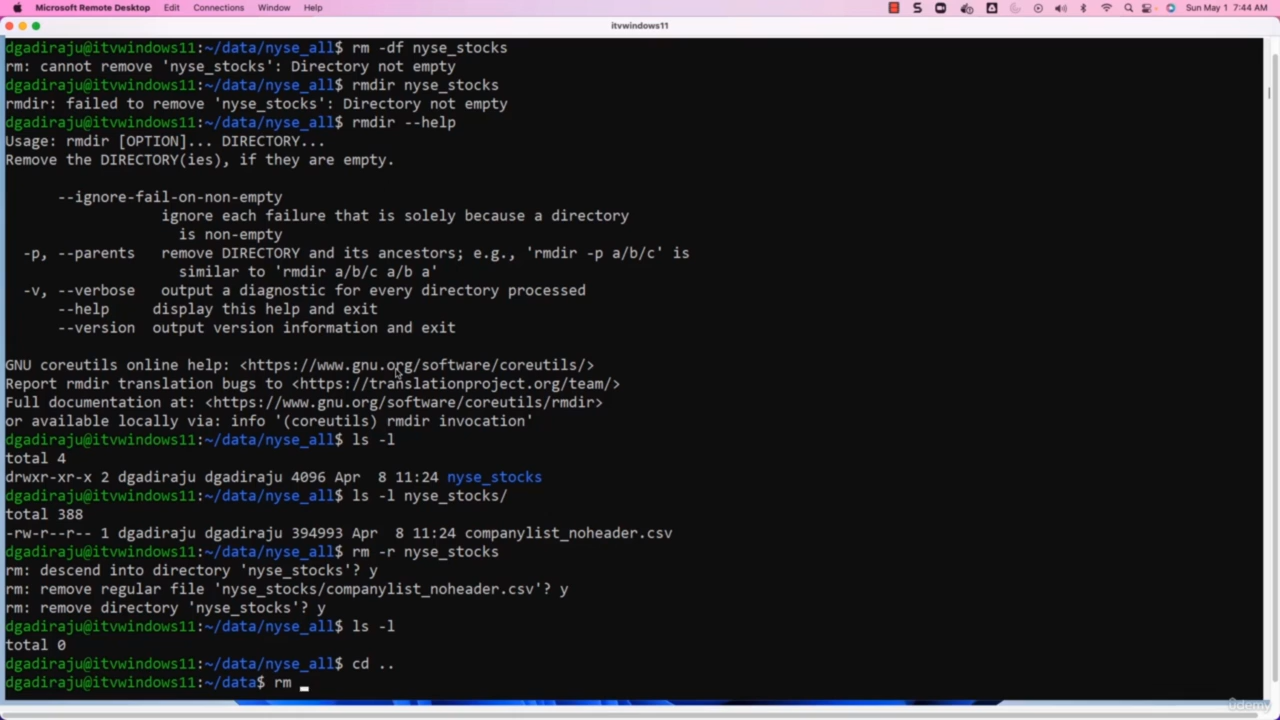 Microsoft Remote Desktop Edit Connections Window Help Sun May 1 7:44 AM
itvwindows11
dgadiraju@itvwindows11:~/data/nyse_all$ rm -df nyse_stocks
rm: cannot remove 'nyse_stocks': Directory not empty
dgadiraju@itvwindows11:~/data/nyse_all$ rmdir nyse_stocks
rmdir: failed to remove 'nyse_stocks': Directory not empty
dgadiraju@itvwindows11:~/data/nyse_all$ rmdir --help
Usage: rmdir [OPTION]... DIRECTORY...
Remove the DIRECTORY(ies), if they are empty.
--ignore-fail-on-non-empty
ignore each failure that is solely because a directory
is non-empty
-p, --parents remove DIRECTORY and its ancestors; e.g., 'rmdir -p a/b/c' is
similar to 'rmdir a/b/c a/b a'
-v, --verbose output a diagnostic for every directory processed
--help display this help and exit
--version output version information and exit
GNU coreutils online help: <https://www.gnu.org/software/coreutils/>
Report rmdir translation bugs to <https://translationproject.org/team/>
Full documentation at: <https://www.gnu.org/software/coreutils/rmdir>
or available locally via: info '(coreutils) rmdir invocation'
dgadiraju@itvwindows11:~/data/nyse_all$ ls -l
total 4
drwxr-xr-x 2 dgadiraju dgadiraju 4096 Apr 8 11:24 nyse_stocks
dgadiraju@itvwindows11:~/data/nyse_all$ ls -l nyse_stocks/
total 388
-rw-r--r-- 1 dgadiraju dgadiraju 394993 Apr 8 11:24 companylist_noheader.csv
dgadiraju@itvwindows11:~/data/nyse_all$ rm -r nyse_stocks
rm: descend into directory 'nyse_stocks'? y
rm: remove regular file 'nyse_stocks/companylist_noheader.csv'? y
rm: remove directory 'nyse_stocks'? y
dgadiraju@itvwindows11:~/data/nyse_all$ ls -l
total 0
dgadiraju@itvwindows11:~/data/nyse_all$ cd ..
dgadiraju@itvwindows11:~/data$ rm
Udemy